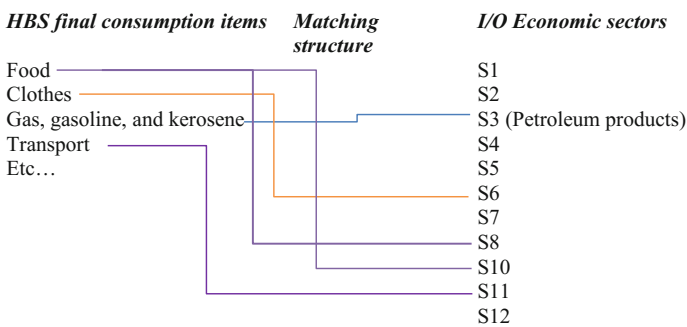 HBS final consumption items Matching structure I/O Economic sectors
Food S1
Clothes S2
Gas, gasoline, and kerosene S3 (Petroleum products)
Transport S4
Etc… S5
S6
S7
S8
S10
S11
S12